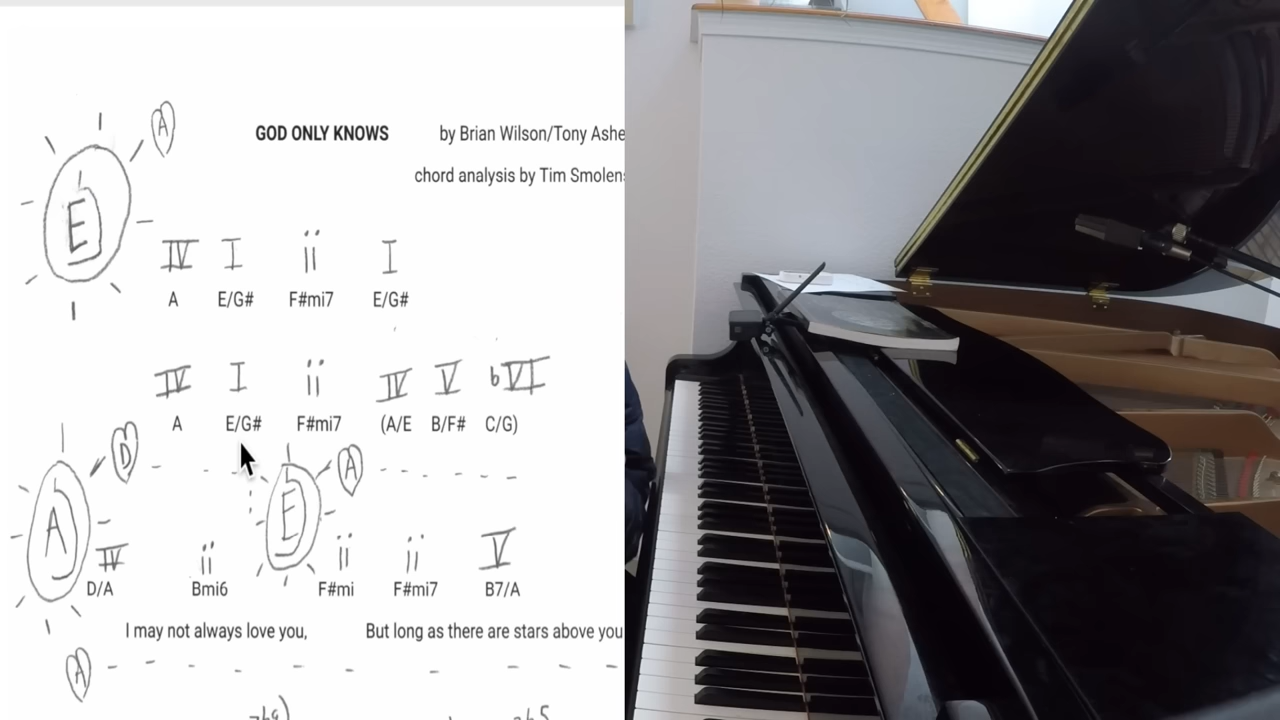 A
GOD ONLY KNOWS by Brian Wilson/Tony Ashe
chord analysis by Tim Smolens
E
IV I ii I
A E/G# F#mi7 E/G#
IV I ii IV V bVI
A E/G# F#mi7 (A/E B/F# C/G)
D A
A E
IV ii ii ii V
D/A Bmi6 F#mi F#mi7 B7/A
I may not always love you, But long as there are stars above you
A